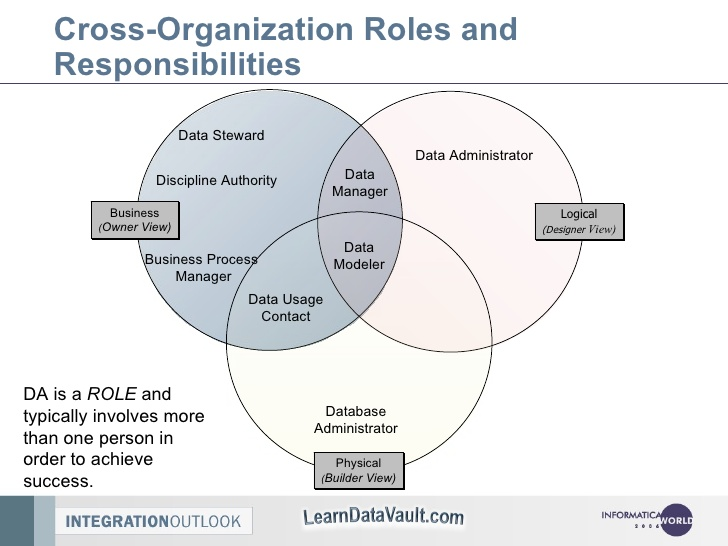 Cross-Organization Roles and
Responsibilities
Data Steward
Data Administrator
Discipline Authority
Data
Manager
Business
(Owner View)
Logical
(Designer View)
Data
Modeler
Business Process
Manager
Data Usage
Contact
DA is a ROLE and
typically involves more
than one person in
order to achieve
success.
Database
Administrator
Physical
(Builder View)
INTEGRATIONOUTLOOK
LearnDataVault.com
INFORMATICA
WORLD
2006